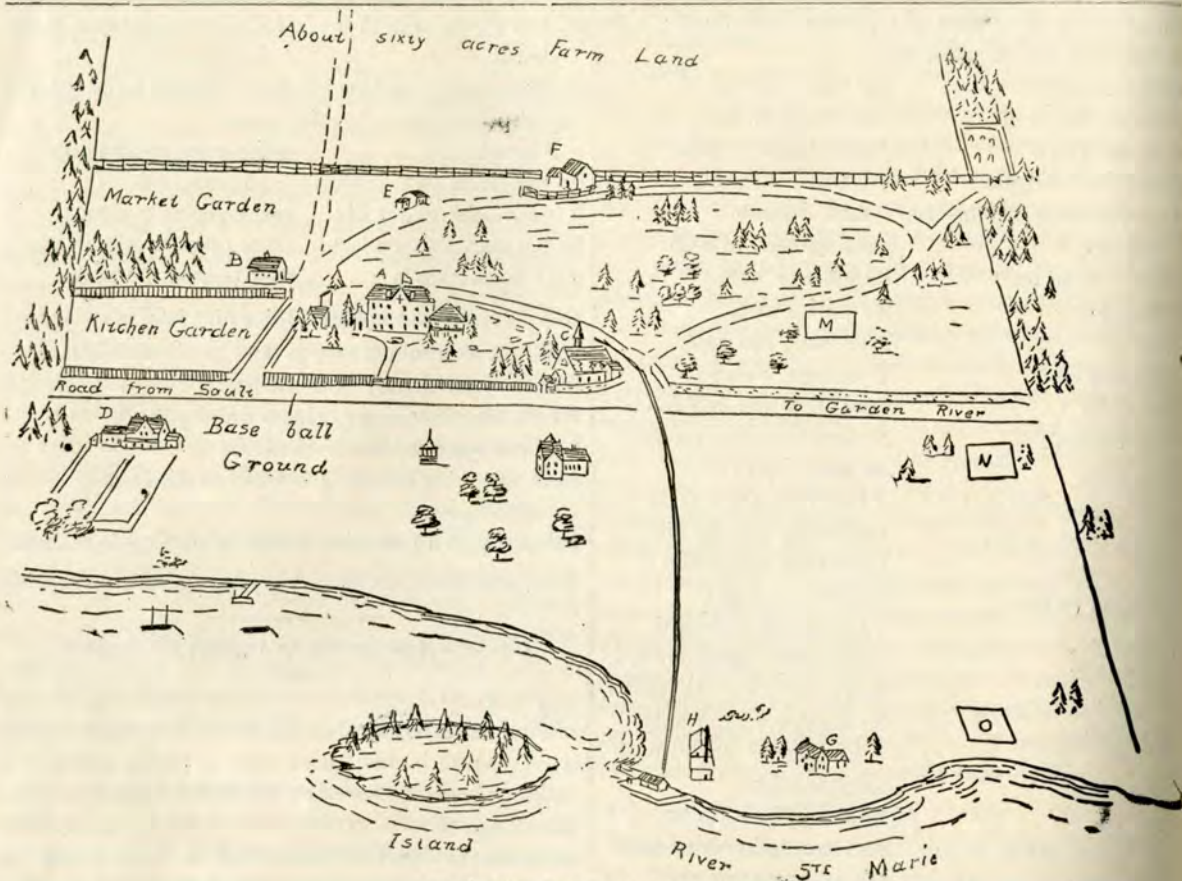 About sixty acres Farm Land
F
Market Garden
E
B
A
Kitchen Garden
M
C
Road from Sault
To Garden River
D
Base ball
Ground
N
O
H
G
Island
River Ste Marie